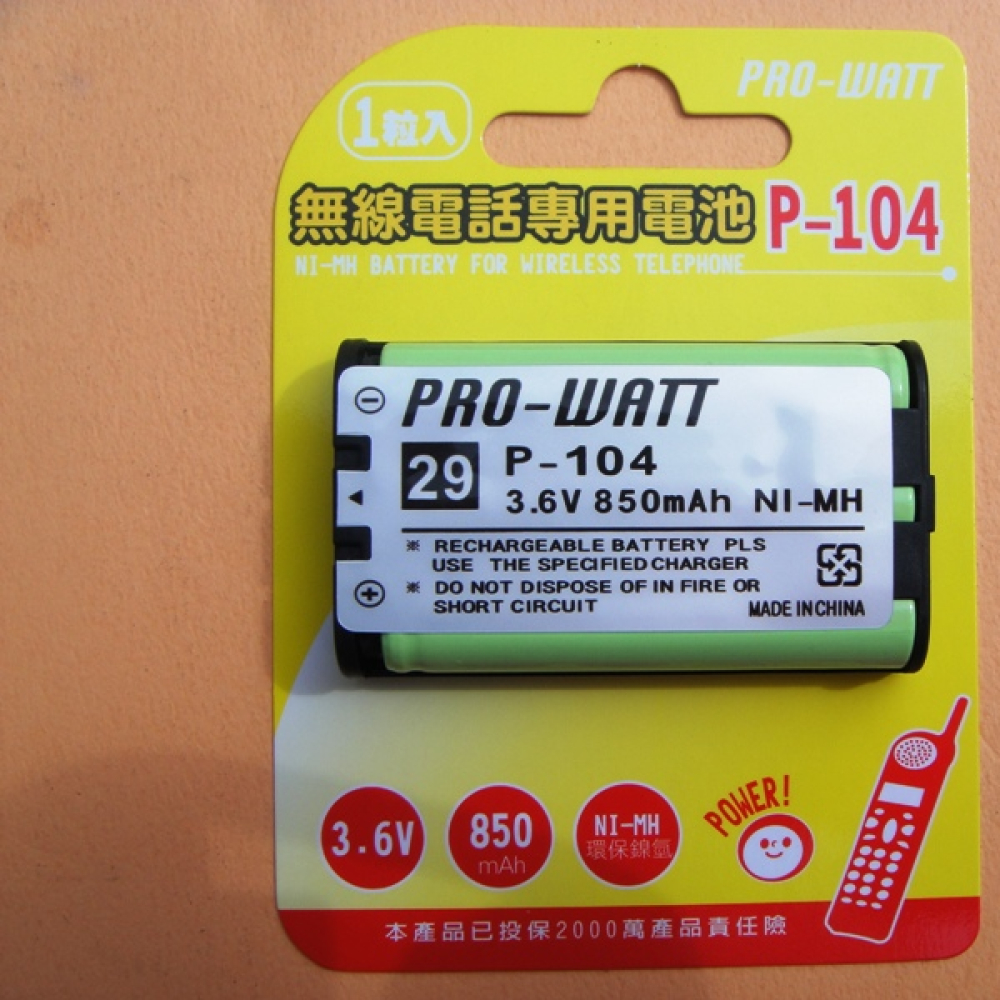 PRO-WATT
1粒入
無線電話專用電池 P-104
NI-MH BATTERY FOR WIRELESS TELEPHONE
PRO-WATT
29
P-104
3.6V 850mAh NI-MH
※ RECHARGEABLE BATTERY PLS
USE THE SPECIFIED CHARGER
※ DO NOT DISPOSE OF IN FIRE OR
SHORT CIRCUIT
MADE IN CHINA
3.6V
850
mAh
NI-MH
環保鎳氫
POWER!
本產品已投保2000萬產品責任險